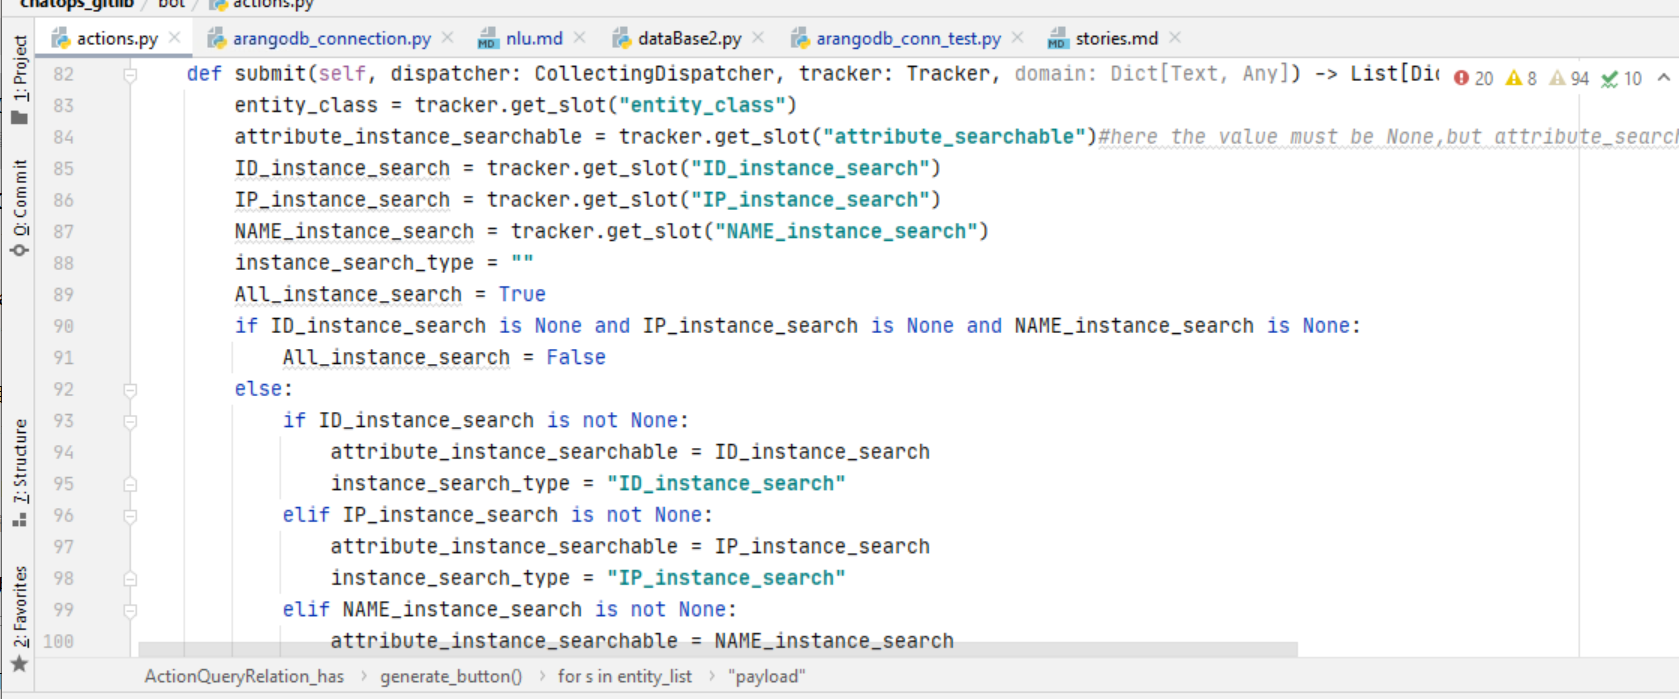 chatops_gitlib / bot / actions.py
actions.py × arangodb_connection.py × nlu.md × dataBase2.py × arangodb_conn_test.py × stories.md ×
1: Project
0: Commit
7: Structure
2: Favorites
82 def submit(self, dispatcher: CollectingDispatcher, tracker: Tracker, domain: Dict[Text, Any]) -> List[Dic 20 8 94 10
83 entity_class = tracker.get_slot("entity_class")
84 attribute_instance_searchable = tracker.get_slot("attribute_searchable")#here the value must be None,but attribute_search
85 ID_instance_search = tracker.get_slot("ID_instance_search")
86 IP_instance_search = tracker.get_slot("IP_instance_search")
87 NAME_instance_search = tracker.get_slot("NAME_instance_search")
88 instance_search_type = ""
89 All_instance_search = True
90 if ID_instance_search is None and IP_instance_search is None and NAME_instance_search is None:
91 All_instance_search = False
92 else:
93 if ID_instance_search is not None:
94 attribute_instance_searchable = ID_instance_search
95 instance_search_type = "ID_instance_search"
96 elif IP_instance_search is not None:
97 attribute_instance_searchable = IP_instance_search
98 instance_search_type = "IP_instance_search"
99 elif NAME_instance_search is not None:
100 attribute_instance_searchable = NAME_instance_search
ActionQueryRelation_has › generate_button() › for s in entity_list › "payload"